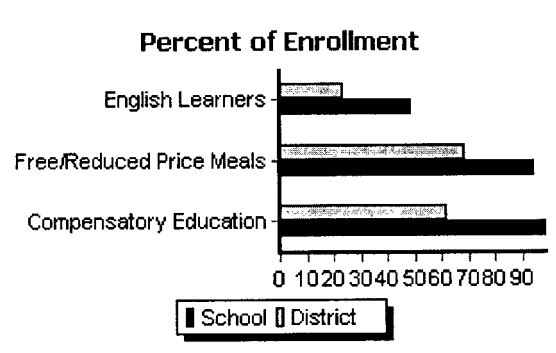 Percent of Enrollment
English Learners
Free/Reduced Price Meals
Compensatory Education
0 10 20 30 40 50 60 70 80 90
School District